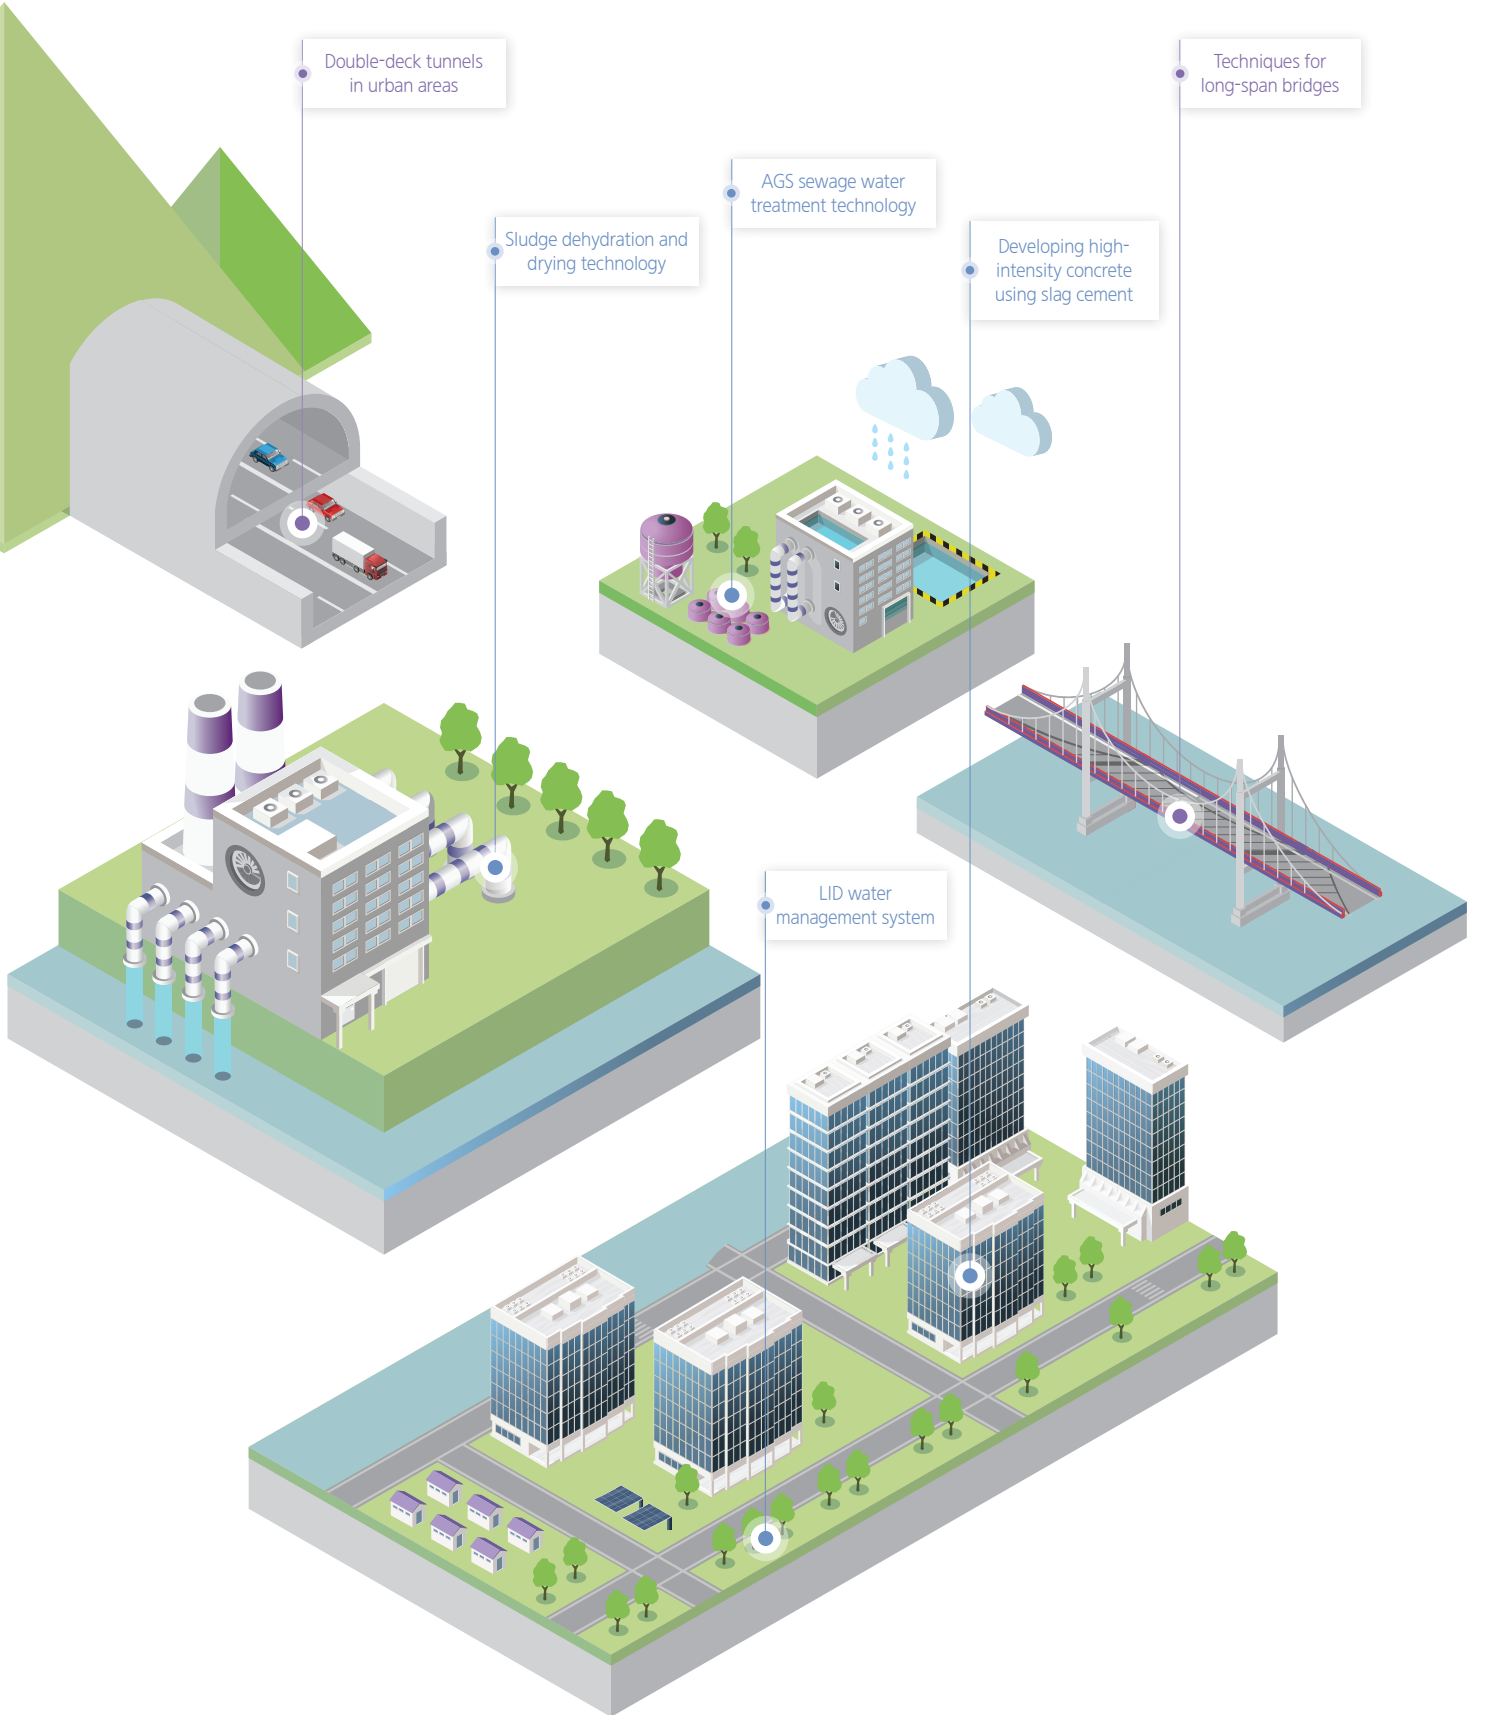 Double-deck tunnels
in urban areas
Techniques for
long-span bridges
AGS sewage water
treatment technology
Sludge dehydration and
drying technology
Developing high-
intensity concrete
using slag cement
LID water
management system